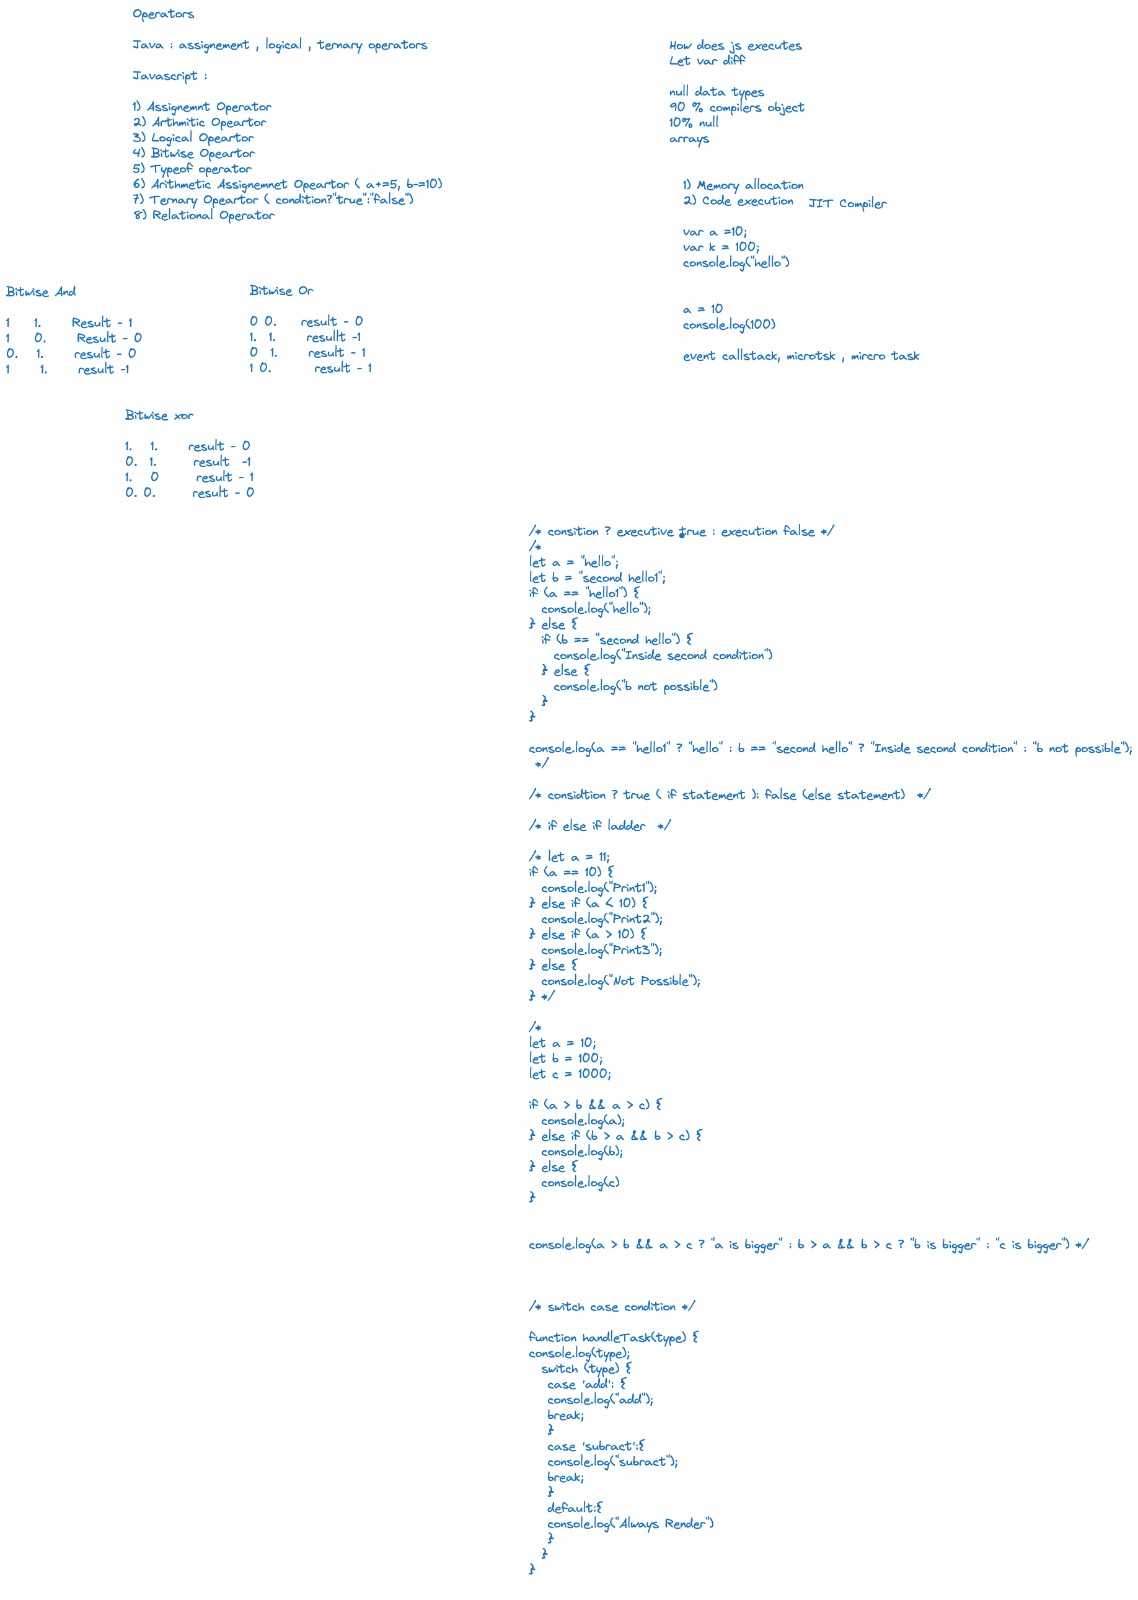 Operators
Java : assignement , logical , ternary operators
Javascript :
1) Assignemnt Operator
2) Arthmitic Opeartor
3) Logical Opeartor
4) Bitwise Opeartor
5) Typeof operator
6) Arithmetic Assignemnet Opeartor ( a+=5, b-=10)
7) Ternary Opeartor ( condition?"true":"false")
8) Relational Operator
How does js executes
Let var diff
null data types
90 % compilers object
10% null
arrays
1) Memory allocation
2) Code execution JIT Compiler
var a =10;
var k = 100;
console.log("hello")
a = 10
console.log(100)
event callstack, microtsk , mircro task
Bitwise And
1 1. Result - 1
1 0. Result - 0
0. 1. result - 0
1 1. result -1
Bitwise Or
0 0. result - 0
1. 1. resullt -1
0 1. result - 1
1 0. result - 1
Bitwise xor
1. 1. result - 0
0. 1. result -1
1. 0 result - 1
0. 0. result - 0
/* consition ? executive true : execution false */
/*
let a = "hello";
let b = "second hello1";
if (a == "hello1") {
console.log("hello");
} else {
if (b == "second hello") {
console.log("Inside second condition")
} else {
console.log("b not possible")
}
}
console.log(a == "hello1" ? "hello" : b == "second hello" ? "Inside second condition" : "b not possible");
*/
/* considtion ? true ( if statement ): false (else statement) */
/* if else if ladder */
/* let a = 11;
if (a == 10) {
console.log("Print1");
} else if (a < 10) {
console.log("Print2");
} else if (a > 10) {
console.log("Print3");
} else {
console.log("Not Possible");
} */
/*
let a = 10;
let b = 100;
let c = 1000;
if (a > b && a > c) {
console.log(a);
} else if (b > a && b > c) {
console.log(b);
} else {
console.log(c)
}
console.log(a > b && a > c ? "a is bigger" : b > a && b > c ? "b is bigger" : "c is bigger") */
/* switch case condition */
function handleTask(type) {
console.log(type);
switch (type) {
case 'add': {
console.log("add");
break;
}
case 'subract':{
console.log("subract");
break;
}
default:{
console.log("Always Render")
}
}
}